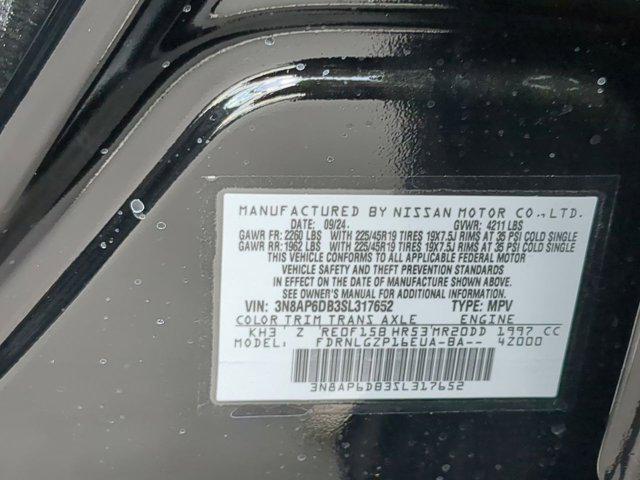 MANUFACTURED BY NISSAN MOTOR CO., LTD.
DATE: 09/24 GVWR: 4211 LBS
GAWR FR: 2260 LBS WITH 225/45R19 TIRES 19X7.5J RIMS AT 35 PSI COLD SINGLE
GAWR RR: 1962 LBS WITH 225/45R19 TIRES 19X7.5J RIMS AT 35 PSI COLD SINGLE
THIS VEHICLE CONFORMS TO ALL APPLICABLE FEDERAL MOTOR
VEHICLE SAFETY AND THEFT PREVENTION STANDARDS
IN EFFECT ON THE DATE OF MANUFACTURE SHOWN ABOVE.
SEE OWNER'S MANUAL FOR ADDITIONAL INFORMATION
VIN: 3N8AP6DB3SL317652 TYPE: MPV
COLOR TRIM TRANS AXLE ENGINE
KH3 Z RE0F15B HR53 MR20DD 1997 CC
MODEL: FDRNLGZP16EUA-BA-- 4Z000
3N8AP6DB3SL317652